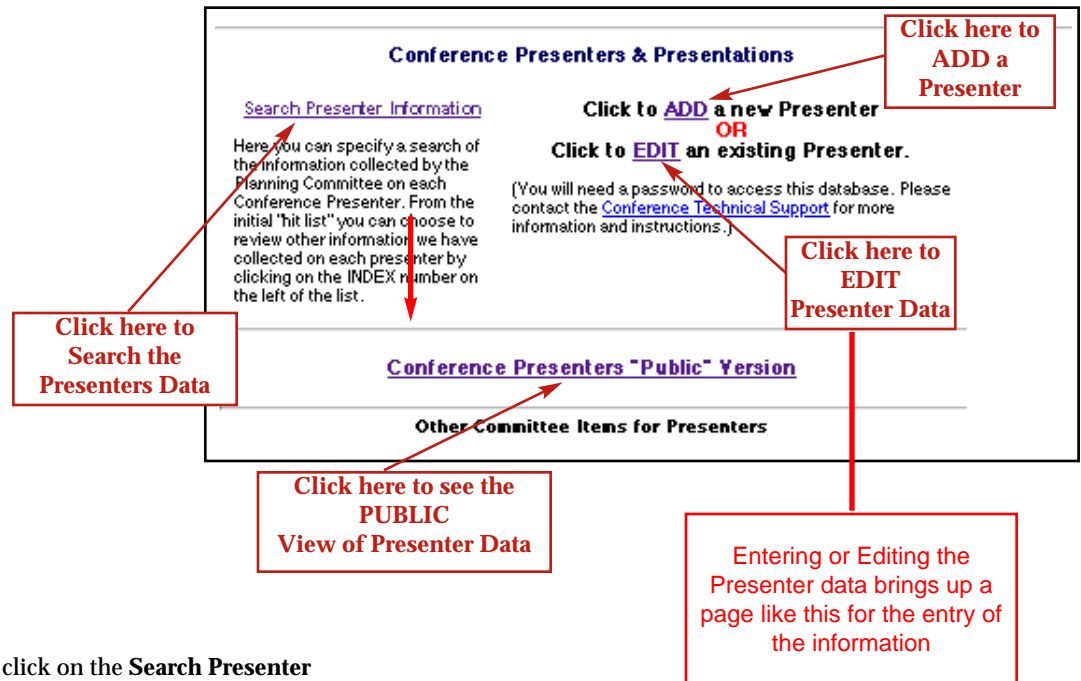 Click here to
ADD a
Presenter
Conference Presenters & Presentations
Search Presenter Information
Here you can specify a search of
the information collected by the
Planning Committee on each
Conference Presenter. From the
initial "hit list" you can choose to
review other information we have
collected on each presenter by
clicking on the INDEX number on
the left of the list.
Click to ADD a new Presenter
OR
Click to EDIT an existing Presenter.
(You will need a password to access this database. Please
contact the Conference Technical Support for more
information and instructions.)
Click here to
EDIT
Presenter Data
Click here to
Search the
Presenters Data
Conference Presenters "Public" Version
Other Committee Items for Presenters
Click here to see the
PUBLIC
View of Presenter Data
Entering or Editing the
Presenter data brings up a
page like this for the entry of
the information
click on the Search Presenter